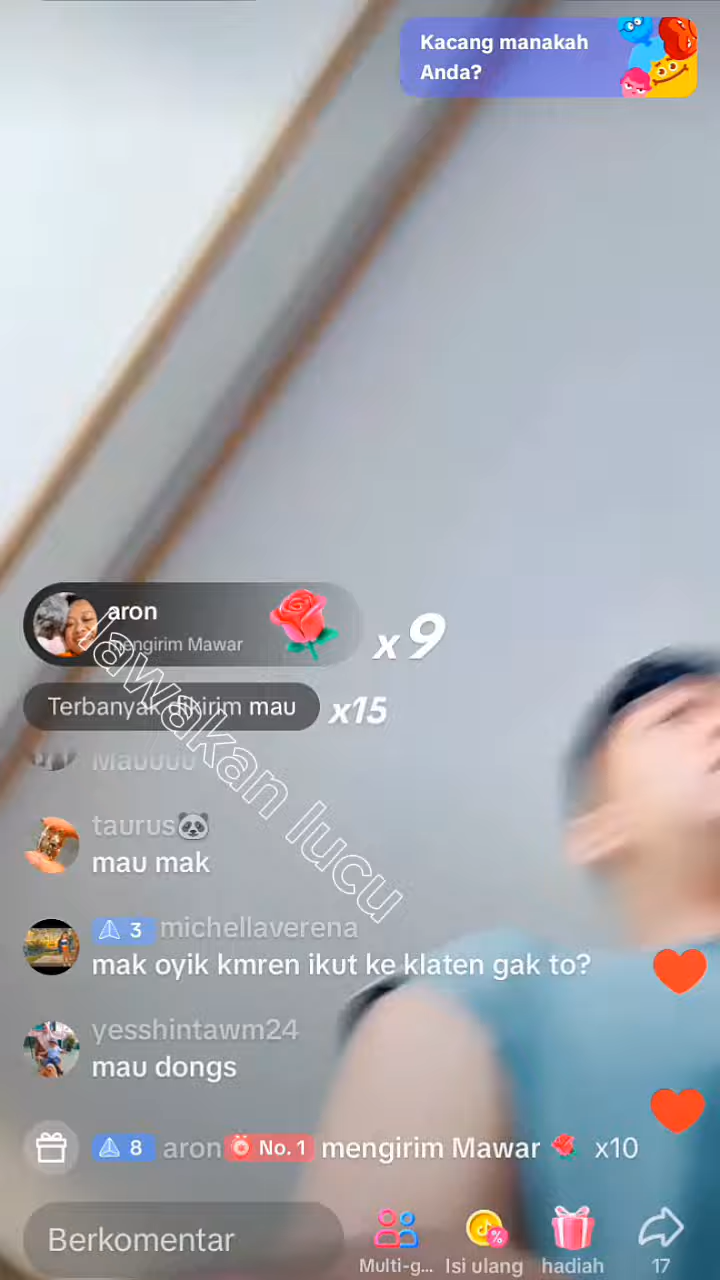 Kacang manakah
Anda?
aron
mengirim Mawar
x9
Terbanyak dikirim mau
x15
Mauuuu
taurus🐼
mau mak
3 michellaverena
mak oyik kmren ikut ke klaten gak to?
yesshintawm24
mau dongs
8 aron No. 1 mengirim Mawar 🌹 x10
lawakan lucu
Berkomentar
Multi-g...
Isi ulang
hadiah
17